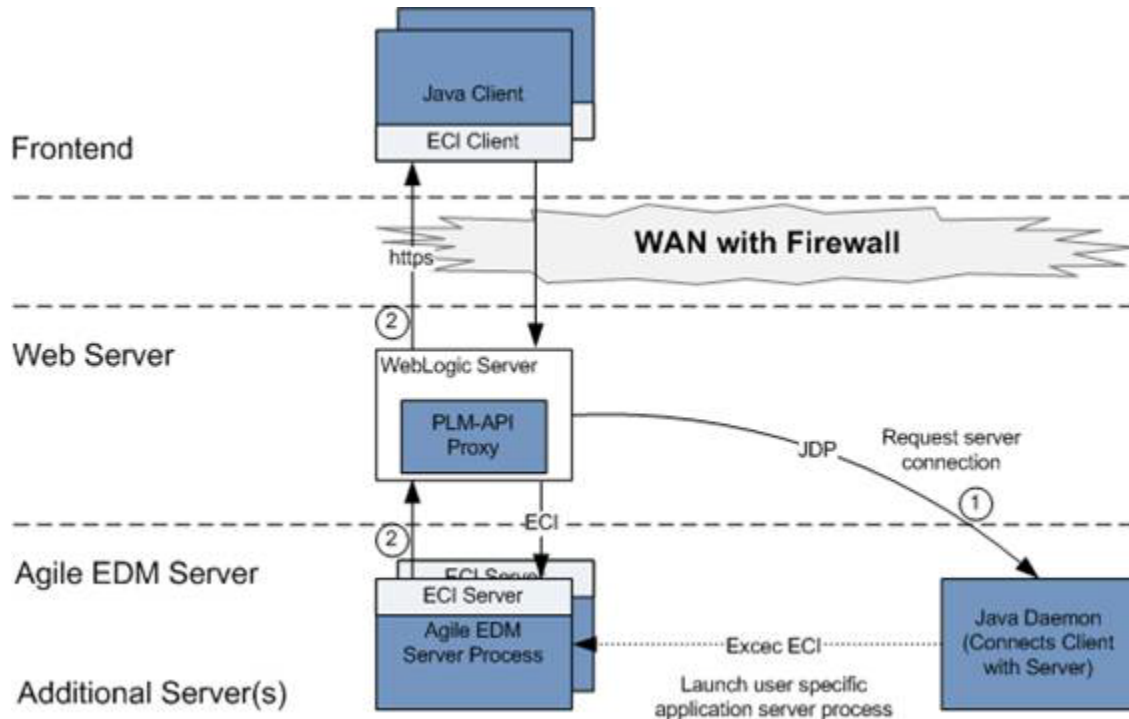 Java Client
ECI Client
Frontend
WAN with Firewall
https
2
Web Server
WebLogic Server
PLM-API
Proxy
JDP
Request server
connection
1
ECI
2
Agile EDM Server
ECI Serve
ECI Server
Agile EDM
Server Process
Java Daemon
(Connects Client
with Server)
Excec ECI
Launch user specific
application server process
Additional Server(s)